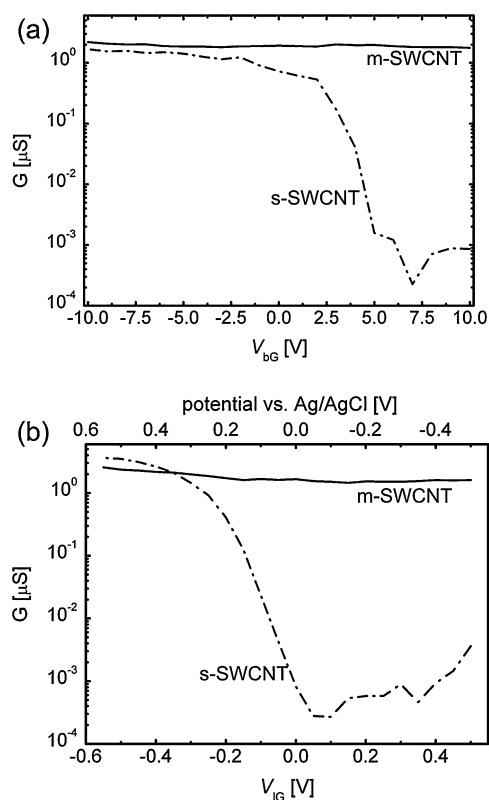 (a)
10⁰
m-SWCNT
10⁻¹
G [µS]
10⁻²
s-SWCNT
10⁻³
10⁻⁴
-10.0 -7.5 -5.0 -2.5 0.0 2.5 5.0 7.5 10.0
VbG [V]
potential vs. Ag/AgCl [V]
(b)
0.6 0.4 0.2 0.0 -0.2 -0.4
10⁰
m-SWCNT
10⁻¹
G [µS]
10⁻²
s-SWCNT
10⁻³
10⁻⁴
-0.6 -0.4 -0.2 0.0 0.2 0.4
VlG [V]